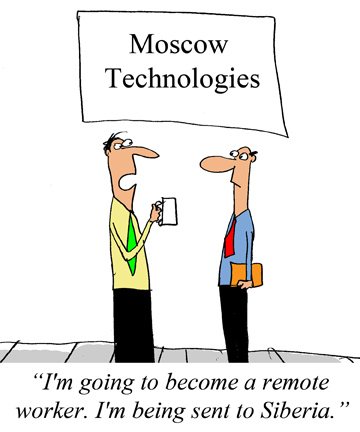 Moscow
Technologies
“I'm going to become a remote
worker. I'm being sent to Siberia.”